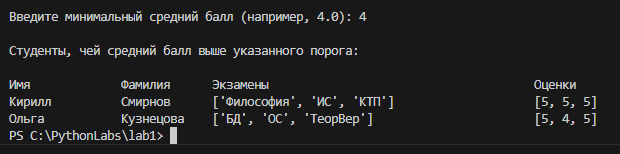 Введите минимальный средний балл (например, 4.0): 4
Студенты, чей средний балл выше указанного порога:
Имя Фамилия Экзамены Оценки
Кирилл Смирнов ['Философия', 'ИС', 'КТП'] [5, 5, 5]
Ольга Кузнецова ['БД', 'ОС', 'ТеорВер'] [5, 4, 5]
PS C:\PythonLabs\lab1>